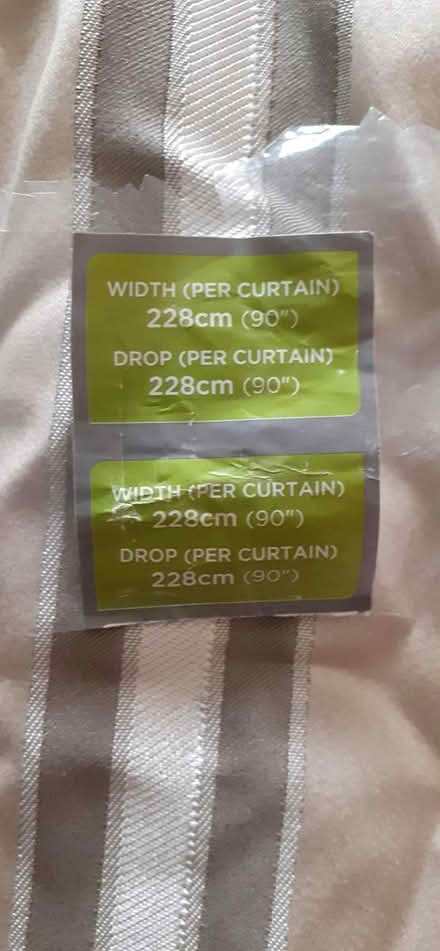 WIDTH (PER CURTAIN)
228cm (90")
DROP (PER CURTAIN)
228cm (90")
WIDTH (PER CURTAIN)
228cm (90")
DROP (PER CURTAIN)
228cm (90")